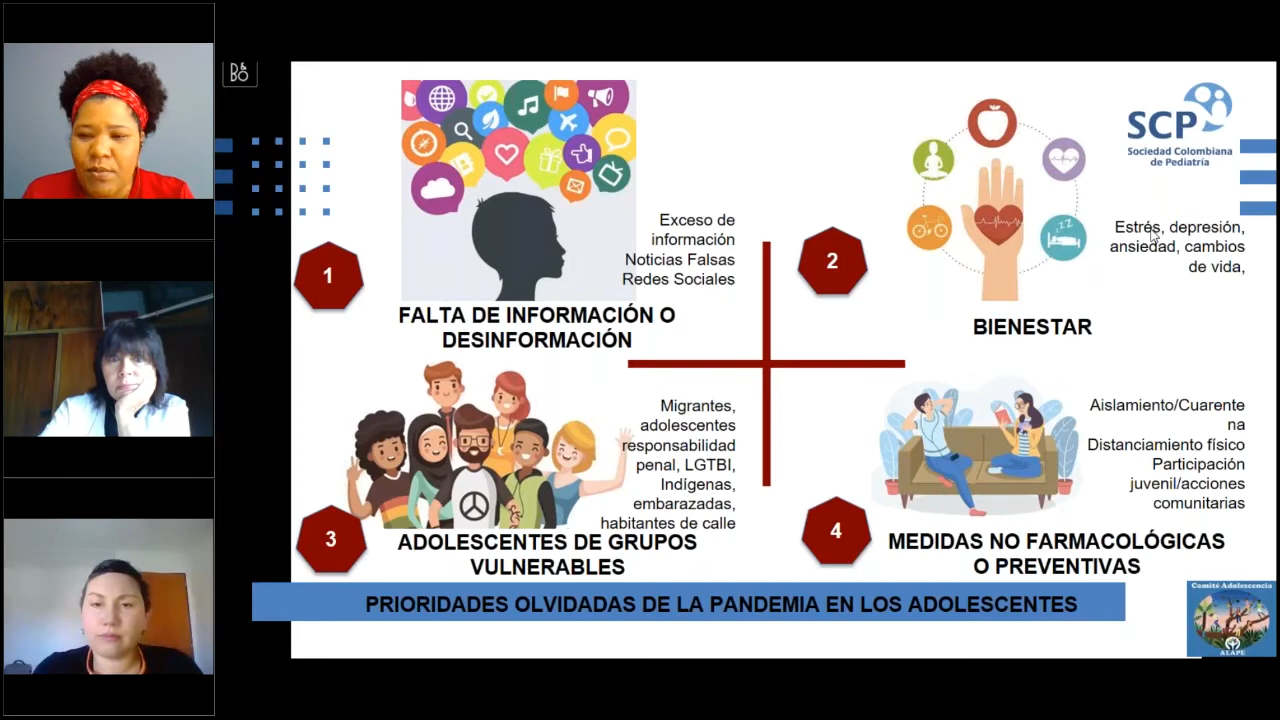 B&O
SCP
Sociedad Colombiana
de Pediatría
1
Exceso de
información
Noticias Falsas
Redes Sociales
FALTA DE INFORMACIÓN O
DESINFORMACIÓN
2
ZZ
Estrés, depresión,
ansiedad, cambios
de vida,
BIENESTAR
3
Migrantes,
adolescentes
responsabilidad
penal, LGTBI,
Indígenas,
embarazadas,
habitantes de calle
ADOLESCENTES DE GRUPOS
VULNERABLES
4
Aislamiento/Cuarente
na
Distanciamiento físico
Participación
juvenil/acciones
comunitarias
MEDIDAS NO FARMACOLÓGICAS
O PREVENTIVAS
PRIORIDADES OLVIDADAS DE LA PANDEMIA EN LOS ADOLESCENTES
Comité Adolescencia
ALAPE